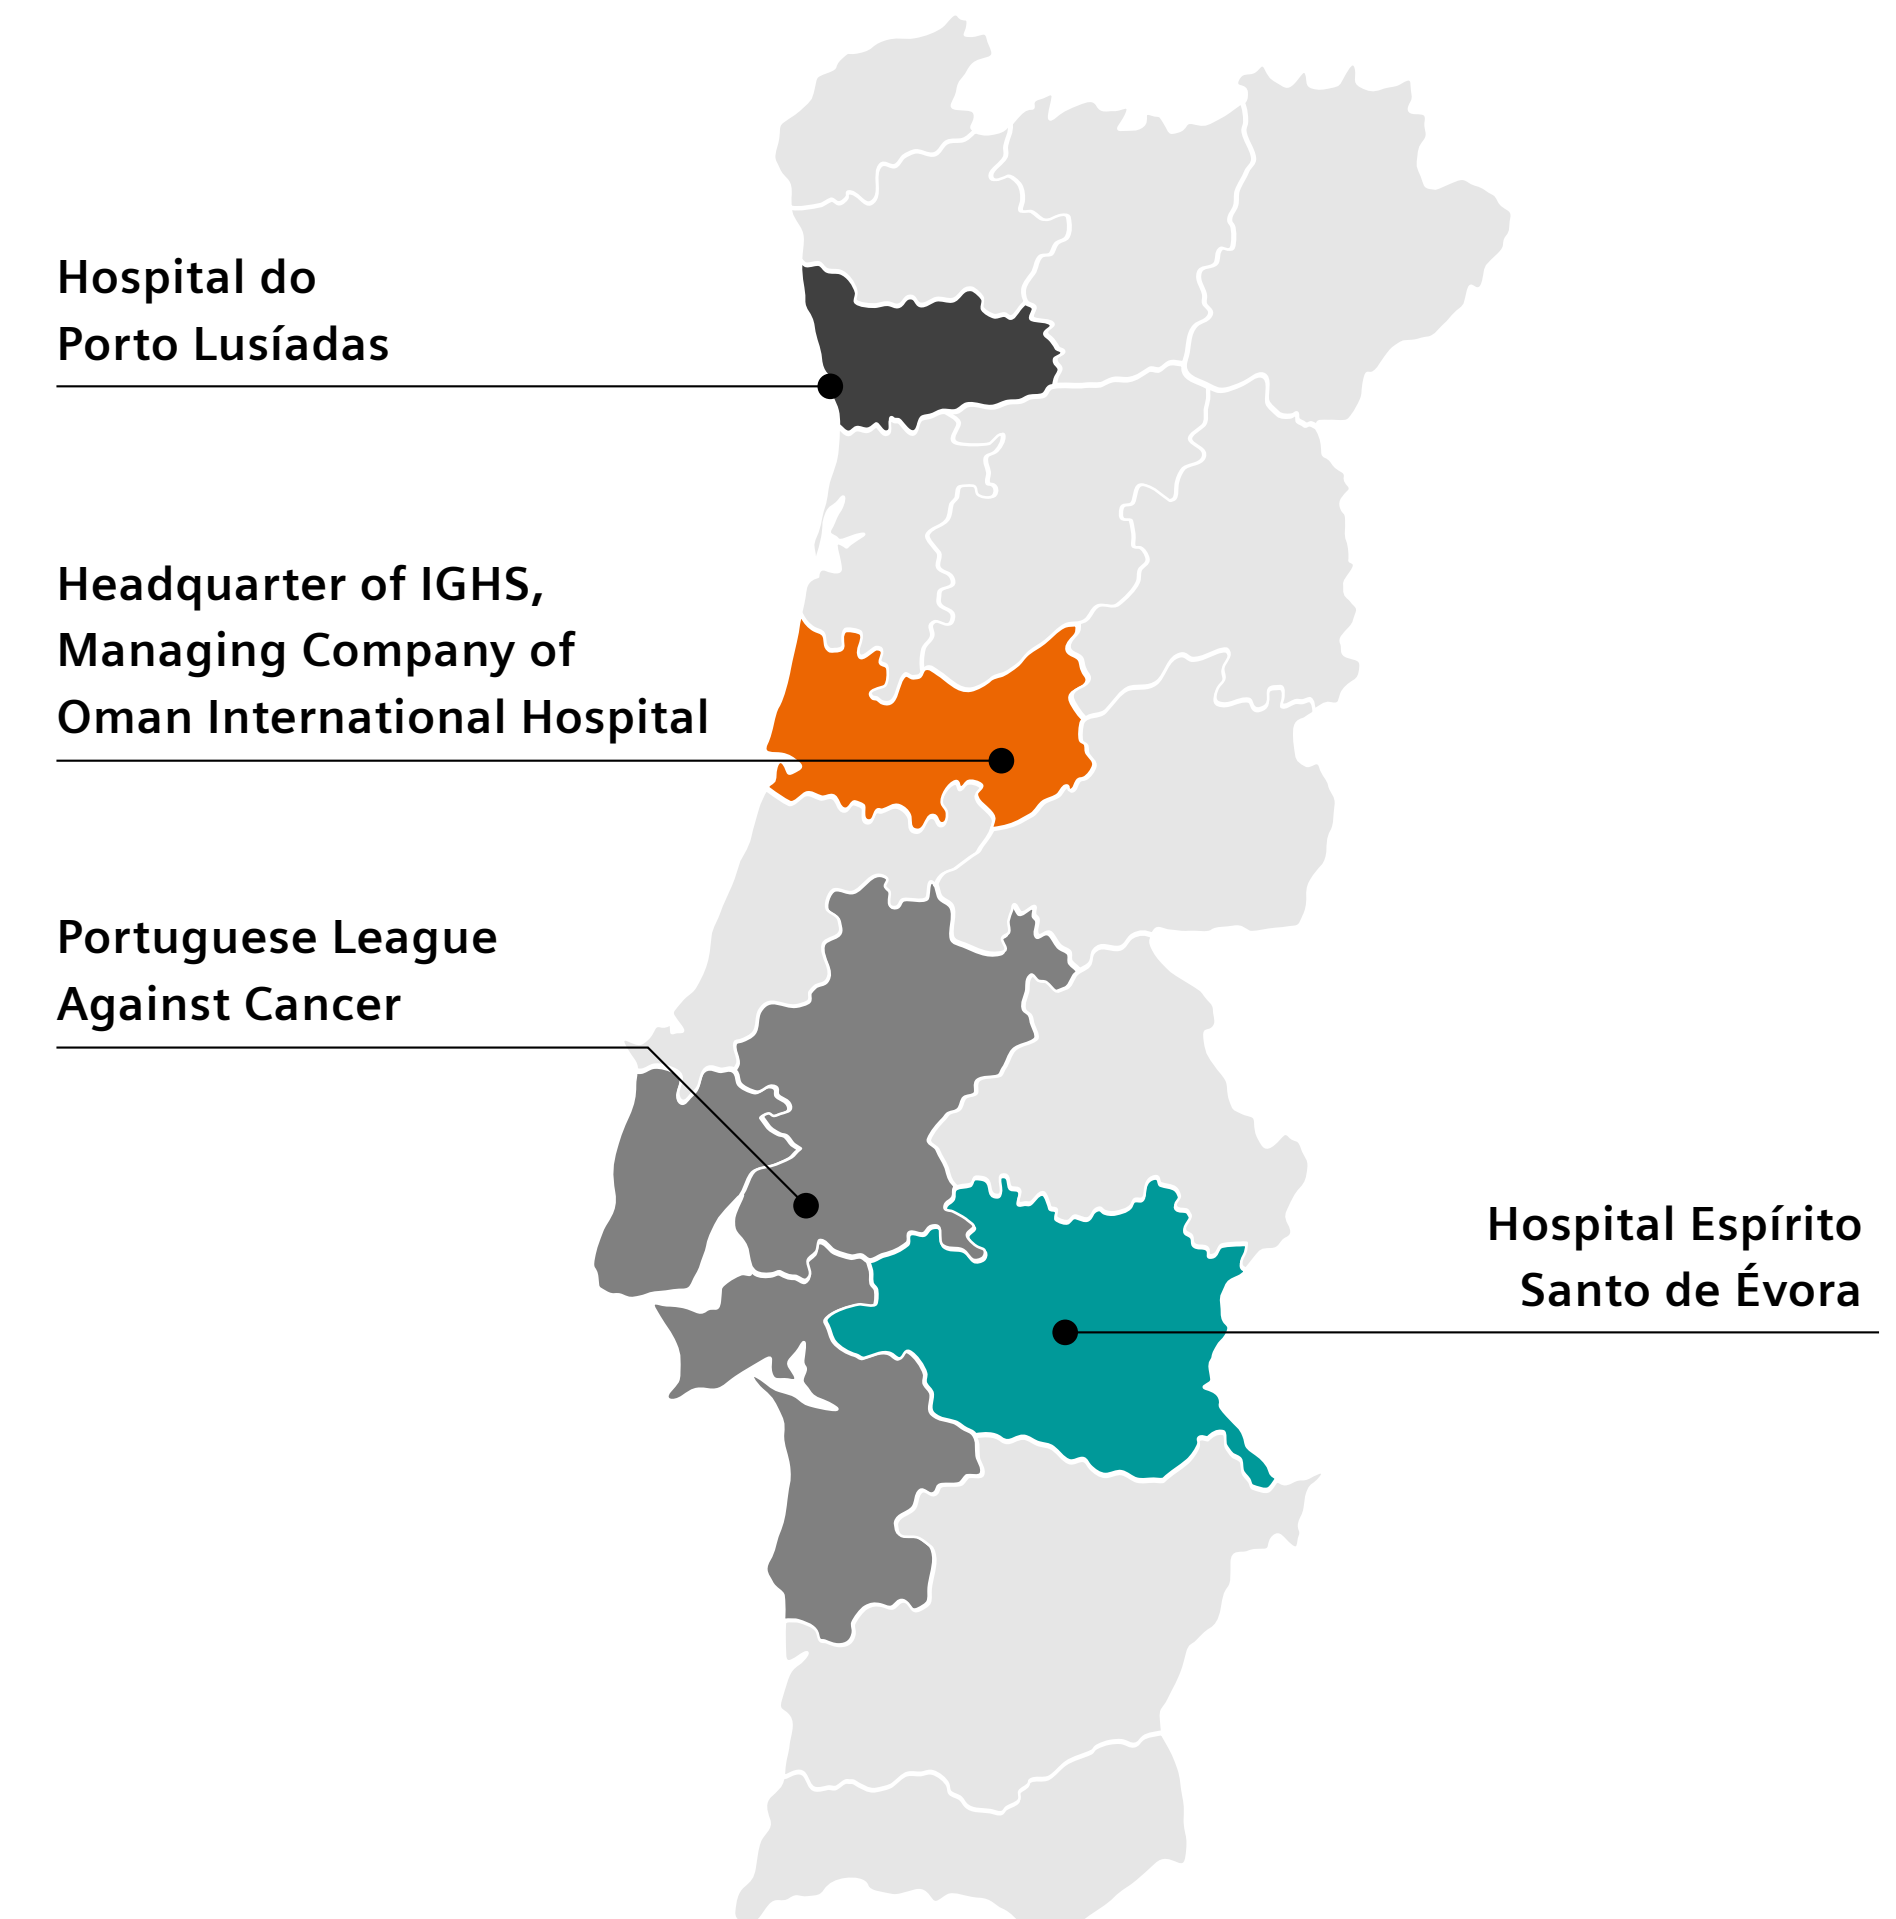 Hospital do
Porto Lusíadas
Headquarter of IGHS,
Managing Company of
Oman International Hospital
Portuguese League
Against Cancer
Hospital Espírito
Santo de Évora